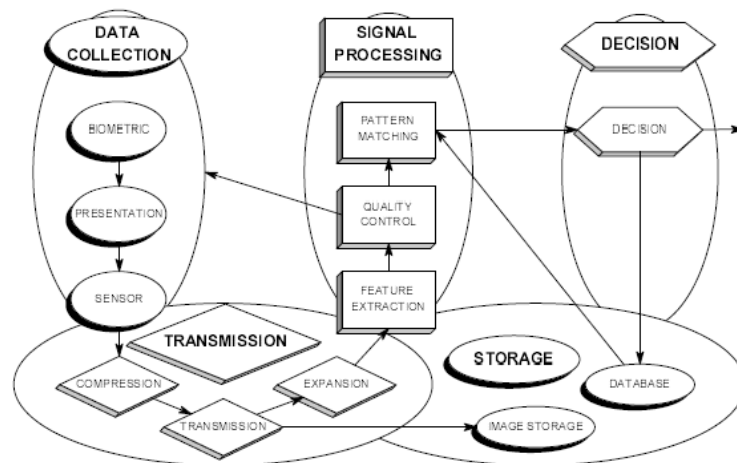 DATA
COLLECTION
SIGNAL
PROCESSING
DECISION
BIOMETRIC
PATTERN
MATCHING
DECISION
PRESENTATION
QUALITY
CONTROL
SENSOR
FEATURE
EXTRACTION
TRANSMISSION
STORAGE
COMPRESSION
EXPANSION
DATABASE
TRANSMISSION
IMAGE STORAGE